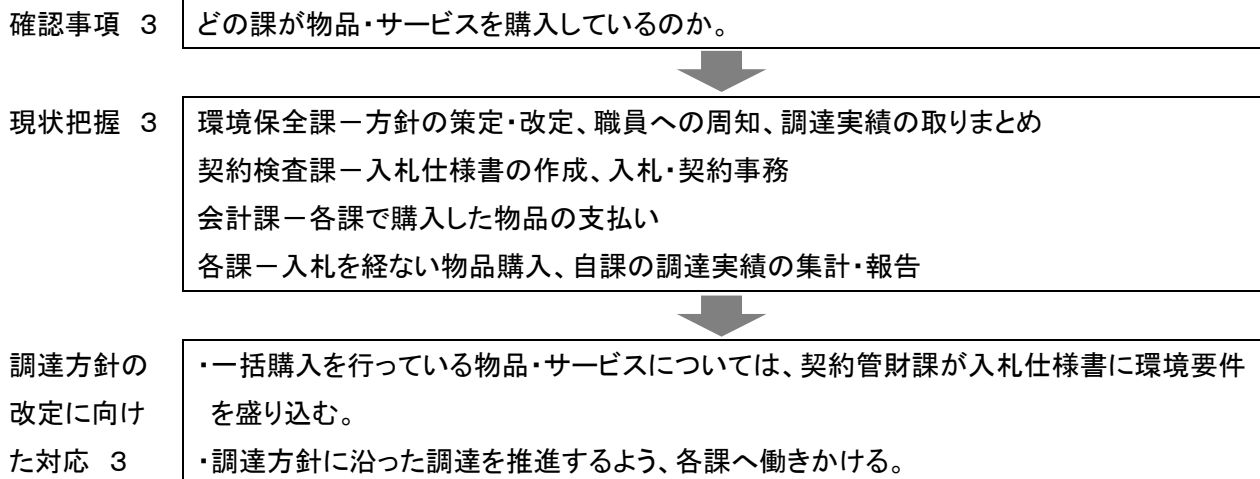 確認事項 3 どの課が物品・サービスを購入しているのか。
現状把握 3 環境保全課－方針の策定・改定、職員への周知、調達実績の取りまとめ
契約検査課－入札仕様書の作成、入札・契約事務
会計課－各課で購入した物品の支払い
各課－入札を経ない物品購入、自課の調達実績の集計・報告
調達方針の ・一括購入を行っている物品・サービスについては、契約管財課が入札仕様書に環境要件
改定に向け を盛り込む。
た対応 3 ・調達方針に沿った調達を推進するよう、各課へ働きかける。